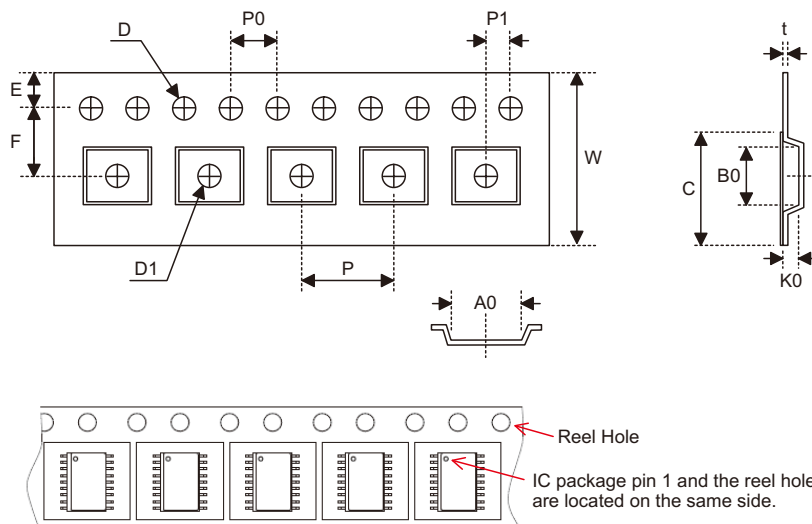 D
P0
P1
t
E
F
W
C
B0
D1
P
K0
A0
Reel Hole
IC package pin 1 and the reel hole
are located on the same side.